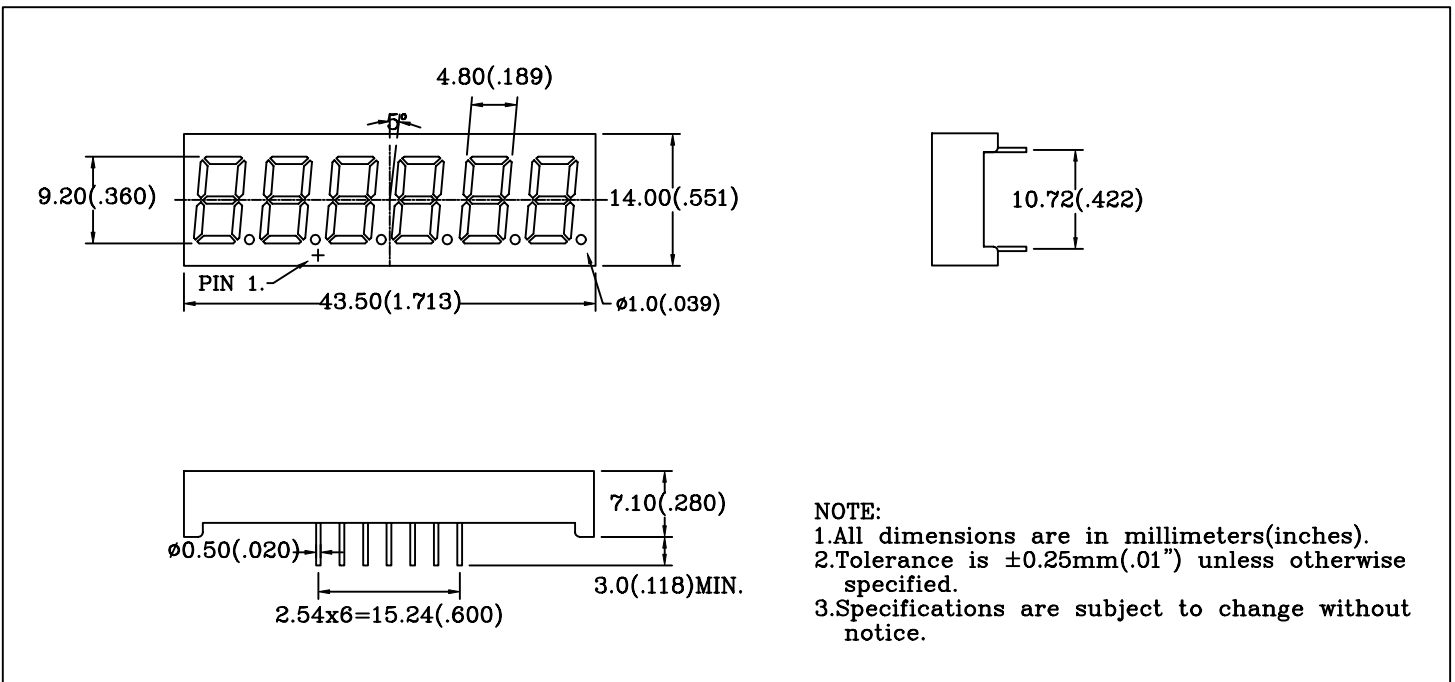 4.80(.189)
5°
9.20(.360)
14.00(.551)
10.72(.422)
PIN 1.
43.50(1.713)
ø1.0(.039)
7.10(.280)
ø0.50(.020)
3.0(.118)MIN.
2.54x6=15.24(.600)
NOTE:
1.All dimensions are in millimeters(inches).
2.Tolerance is ±0.25mm(.01") unless otherwise
specified.
3.Specifications are subject to change without
notice.